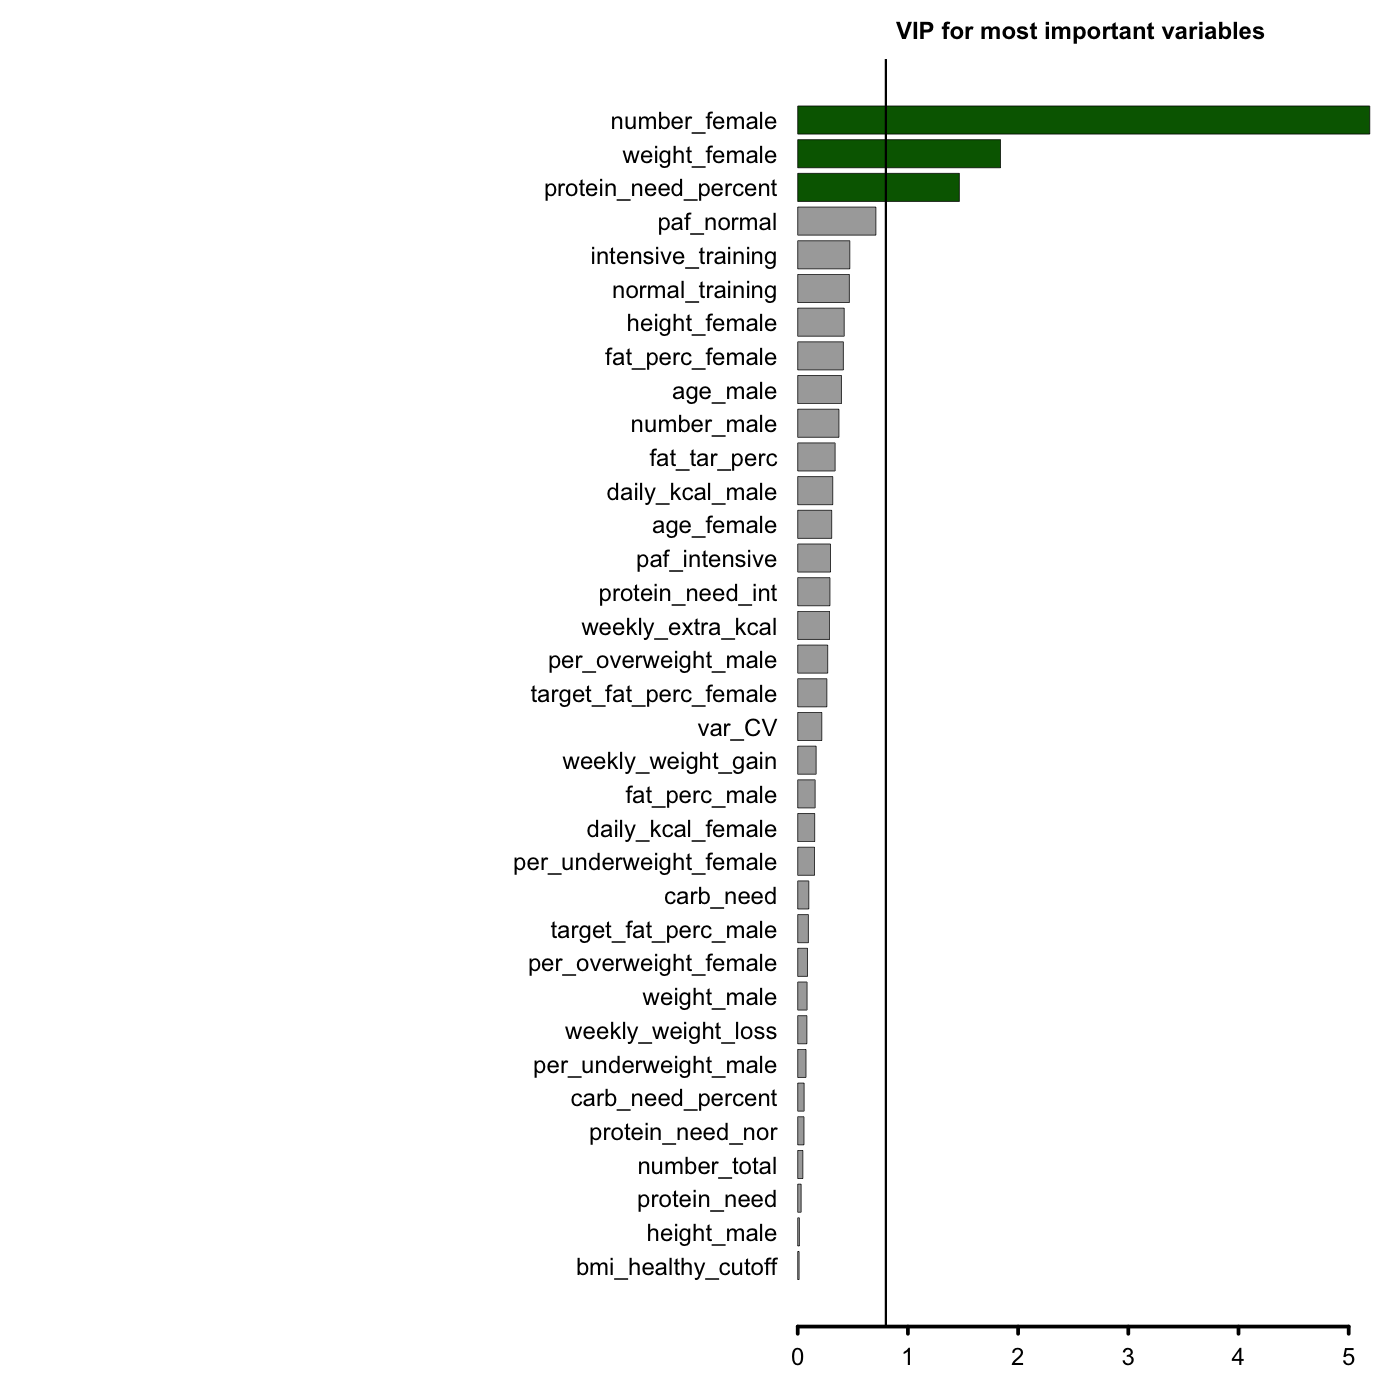 VIP for most important variables
number_female
weight_female
protein_need_percent
paf_normal
intensive_training
normal_training
height_female
fat_perc_female
age_male
number_male
fat_tar_perc
daily_kcal_male
age_female
paf_intensive
protein_need_int
weekly_extra_kcal
per_overweight_male
target_fat_perc_female
var_CV
weekly_weight_gain
fat_perc_male
daily_kcal_female
per_underweight_female
carb_need
target_fat_perc_male
per_overweight_female
weight_male
weekly_weight_loss
per_underweight_male
carb_need_percent
protein_need_nor
number_total
protein_need
height_male
bmi_healthy_cutoff
0 1 2 3 4 5